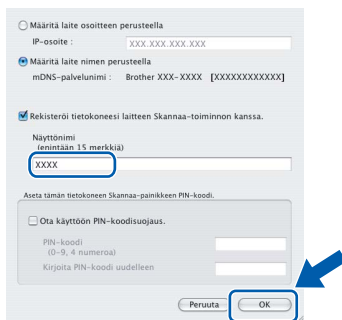 Määritä laite osoitteen perusteella
IP-osoite : XXX.XXX.XXX.XXX
Määritä laite nimen perusteella
mDNS-palvelunimi : Brother XXX-XXXX [XXXXXXXXXXXX]
Rekisteröi tietokoneesi laitteen Skannaa-toiminnon kanssa.
Näyttönimi
(enintään 15 merkkiä)
XXXX
Aseta tämän tietokoneen Skannaa-painikkeen PIN-koodi.
Ota käyttöön PIN-koodisuojaus.
PIN-koodi
(0-9, 4 numeroa)
Kirjoita PIN-koodi uudelleen
Peruuta OK